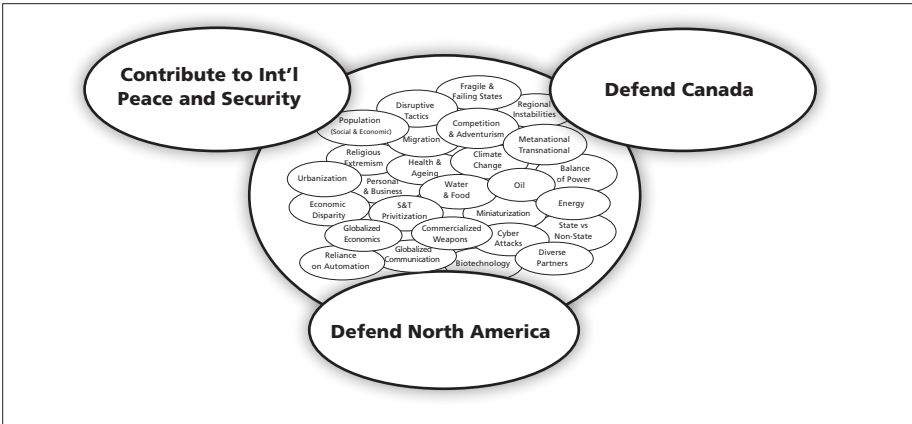 Contribute to Int’l
Peace and Security
Defend Canada
Fragile &
Failing States
Disruptive
Tactics
Regional
Instabilities
Population
(Social & Economic)
Migration
Competition
& Adventurism
Metanational
Transnational
Religious
Extremism
Health &
Ageing
Climate
Change
Balance
of Power
Urbanization
Personal
& Business
Water
& Food
Oil
Economic
Disparity
S&T
Privitization
Miniaturization
Energy
Globalized
Economics
Commercialized
Weapons
Cyber
Attacks
State vs
Non-State
Reliance
on Automation
Globalized
Communication
Biotechnology
Diverse
Partners
Defend North America